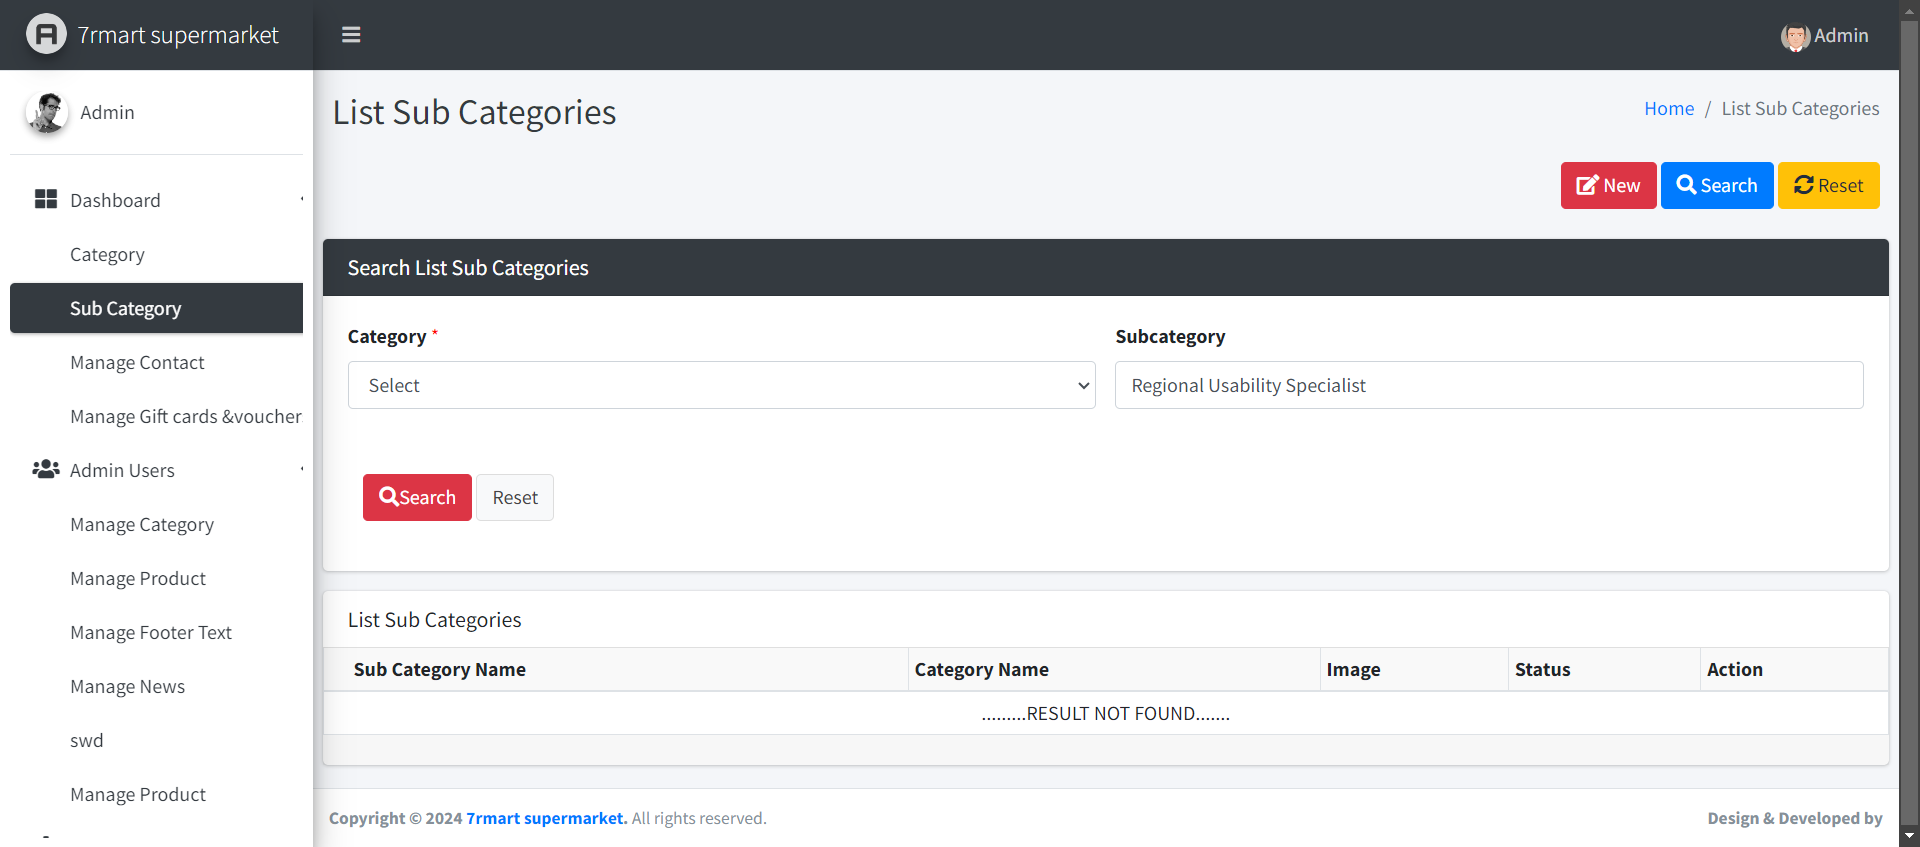 7rmart supermarket
Admin
Admin
Dashboard
Category
Sub Category
Manage Contact
Manage Gift cards &voucher
Admin Users
Manage Category
Manage Product
Manage Footer Text
Manage News
swd
Manage Product
List Sub Categories
Home / List Sub Categories
New Search Reset
Search List Sub Categories
Category * Subcategory
Select Regional Usability Specialist
Search Reset
List Sub Categories
Sub Category Name Category Name Image Status Action
.........RESULT NOT FOUND.......
Copyright © 2024 7rmart supermarket. All rights reserved. Design & Developed by